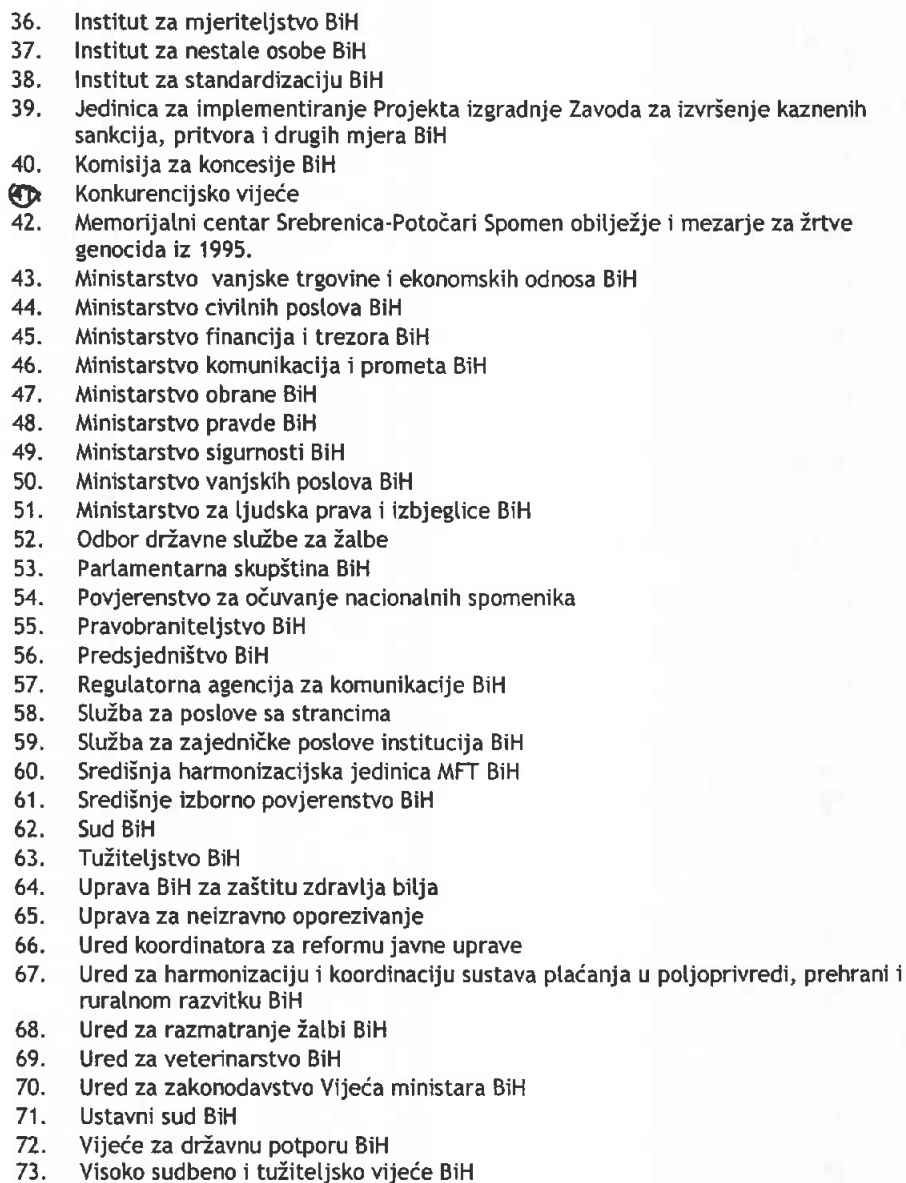 36. Institut za mjeriteljstvo BiH
37. Institut za nestale osobe BiH
38. Institut za standardizaciju BiH
39. Jedinica za implementiranje Projekta izgradnje Zavoda za izvršenje kaznenih
sankcija, pritvora i drugih mjera BiH
40. Komisija za koncesije BiH
41. Konkurencijsko vijeće
42. Memorijalni centar Srebrenica-Potočari Spomen obilježje i mezarje za žrtve
genocida iz 1995.
43. Ministarstvo vanjske trgovine i ekonomskih odnosa BiH
44. Ministarstvo civilnih poslova BiH
45. Ministarstvo financija i trezora BiH
46. Ministarstvo komunikacija i prometa BiH
47. Ministarstvo obrane BiH
48. Ministarstvo pravde BiH
49. Ministarstvo sigurnosti BiH
50. Ministarstvo vanjskih poslova BiH
51. Ministarstvo za ljudska prava i izbjeglice BiH
52. Odbor državne službe za žalbe
53. Parlamentarna skupština BiH
54. Povjerenstvo za očuvanje nacionalnih spomenika
55. Pravobraniteljstvo BiH
56. Predsjedništvo BiH
57. Regulatorna agencija za komunikacije BiH
58. Služba za poslove sa strancima
59. Služba za zajedničke poslove institucija BiH
60. Središnja harmonizacijska jedinica MFT BiH
61. Središnje izborno povjerenstvo BiH
62. Sud BiH
63. Tužiteljstvo BiH
64. Uprava BiH za zaštitu zdravlja bilja
65. Uprava za neizravno oporezivanje
66. Ured koordinatora za reformu javne uprave
67. Ured za harmonizaciju i koordinaciju sustava plaćanja u poljoprivredi, prehrani i
ruralnom razvitku BiH
68. Ured za razmatranje žalbi BiH
69. Ured za veterinarstvo BiH
70. Ured za zakonodavstvo Vijeća ministara BiH
71. Ustavni sud BiH
72. Vijeće za državnu potporu BiH
73. Visoko sudbeno i tužiteljsko vijeće BiH